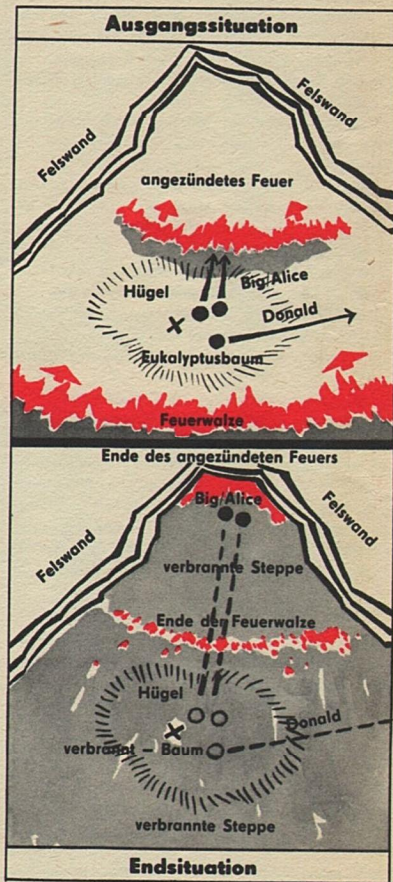 Ausgangssituation
Felswand
Felswand
angezündetes Feuer
Hügel
Big/Alice
Donald
Eukalyptusbaum
Feuerwalze
Ende des angezündeten Feuers
Big/Alice
Felswand
Felswand
verbrannte Steppe
Ende der Feuerwalze
Hügel
Donald
verbrannt – Baum
verbrannte Steppe
Endsituation